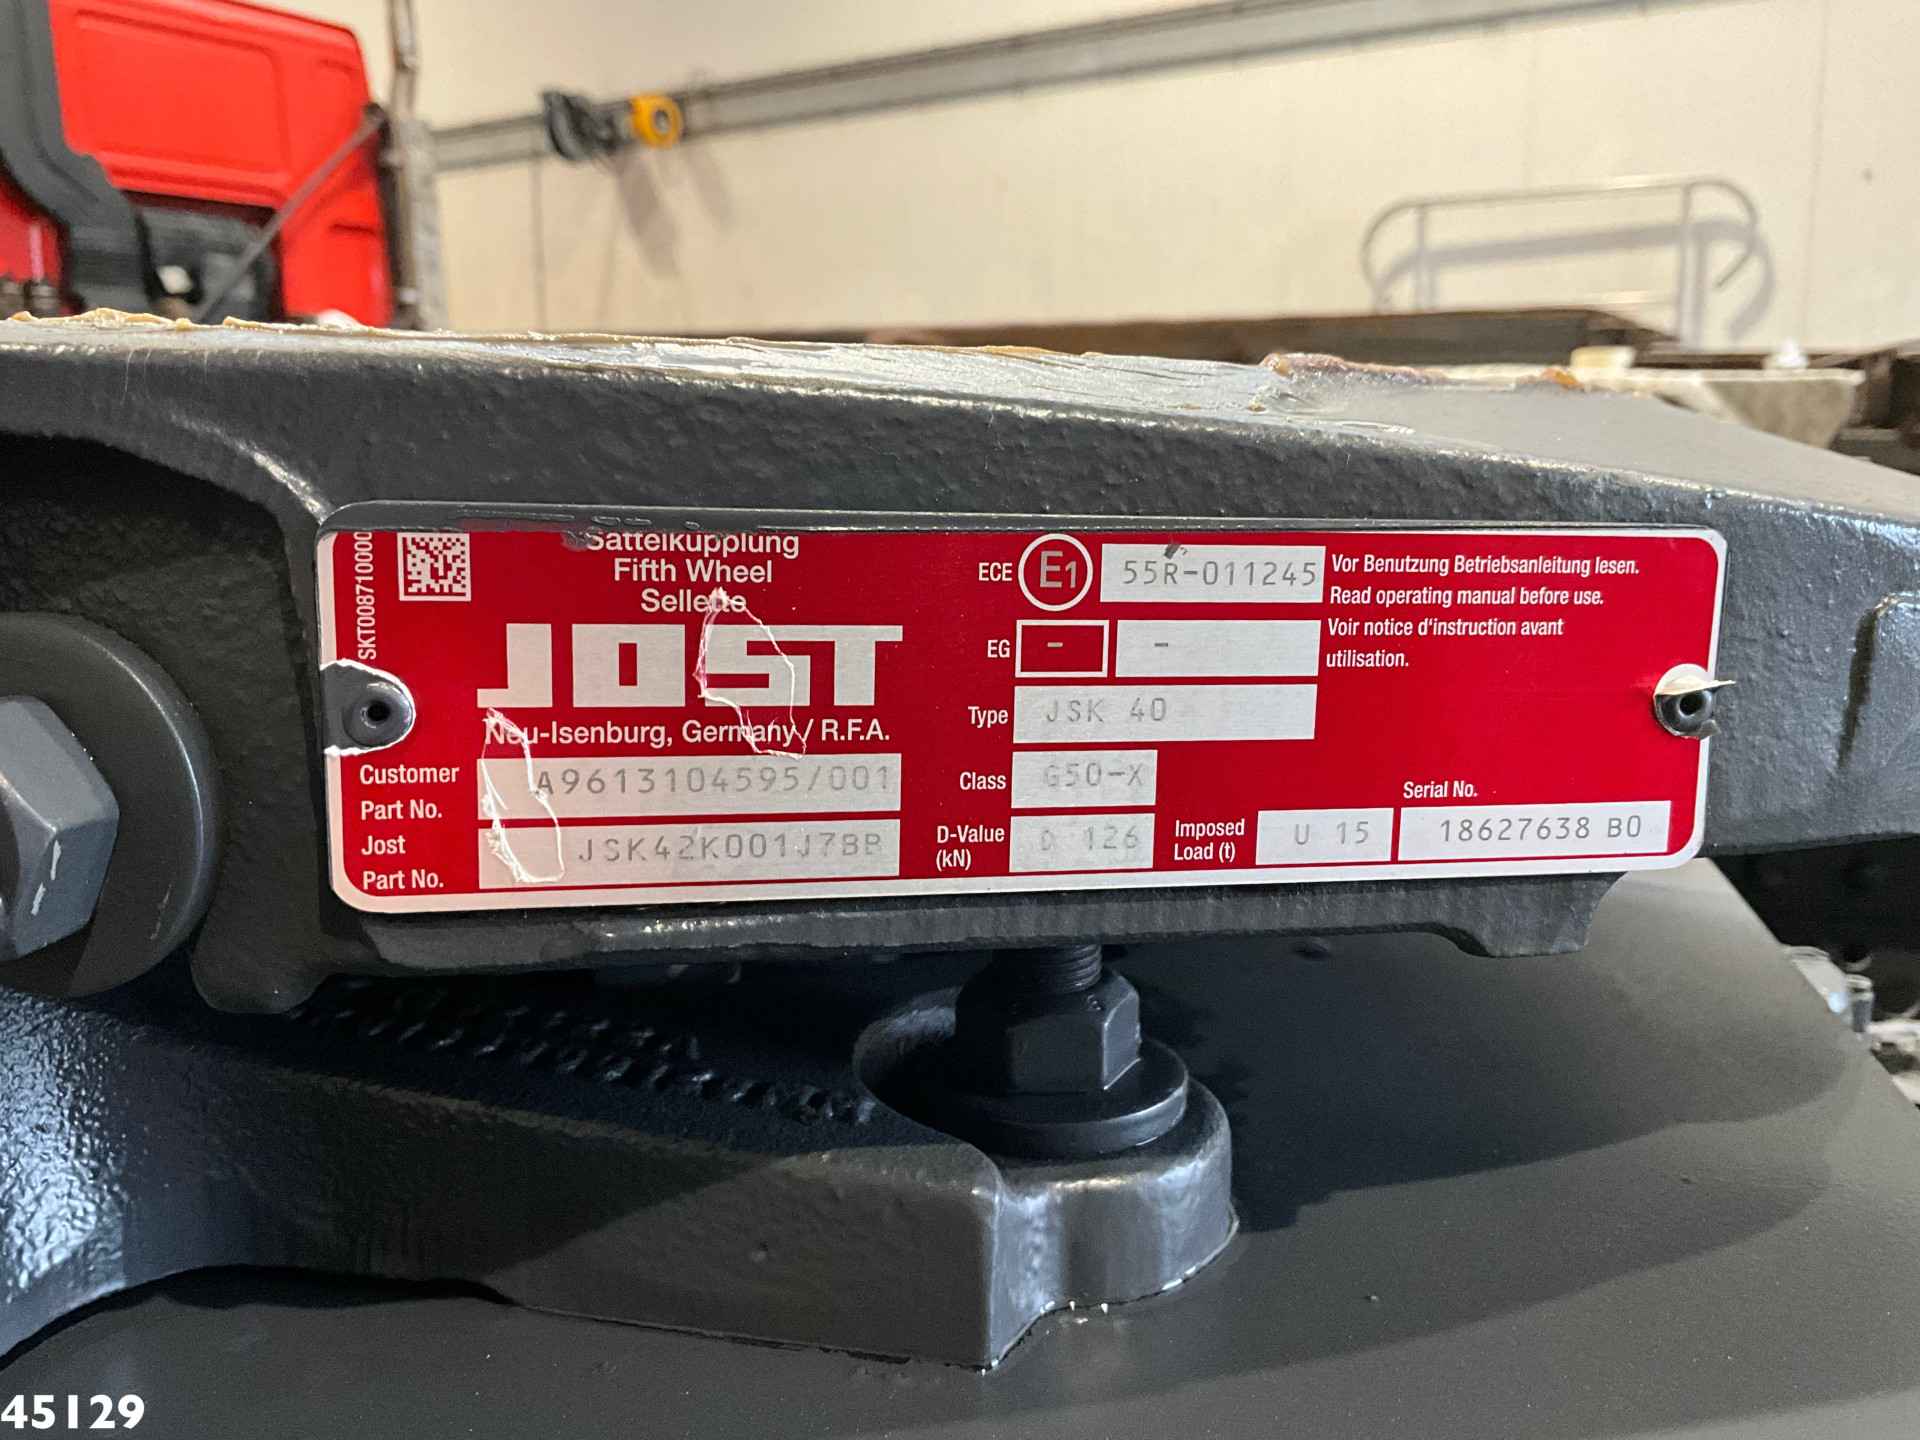 SKT008710000
Sattelkupplung
Fifth Wheel
Sellette
JOST
Neu-Isenburg, Germany / R.F.A.
Customer
Part No.
A9613104595/001
Jost
Part No.
JSK42K001J7BB
ECE E1 55R-011245
EG - -
Type JSK 40
Class G50-X
D-Value
(kN)
D 126
Imposed
Load (t)
U 15
Serial No.
18627638 B0
Vor Benutzung Betriebsanleitung lesen.
Read operating manual before use.
Voir notice d'instruction avant
utilisation.
45129